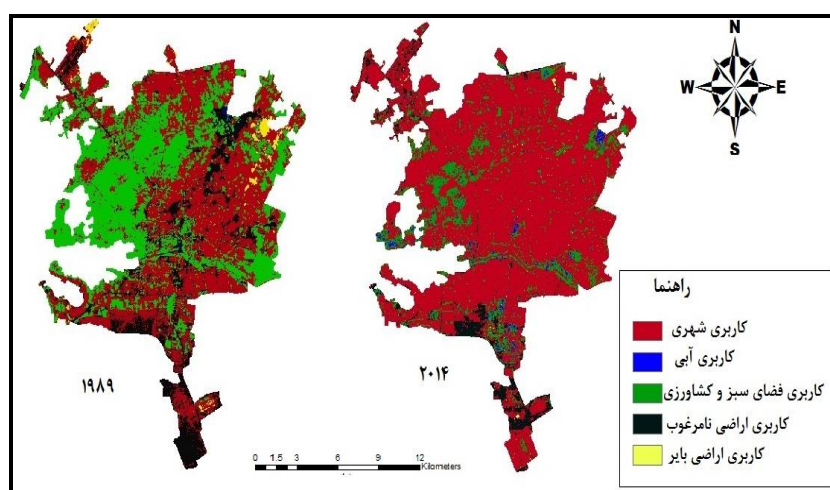 N
W E
S
۱۹۸۹
۲۰۱۴
راهنما
کاربری شهری
کاربری آبی
کاربری فضای سبز و کشاورزی
کاربری اراضی نامرغوب
کاربری اراضی بایر
0 1.5 3 6 9 12
Kilometers